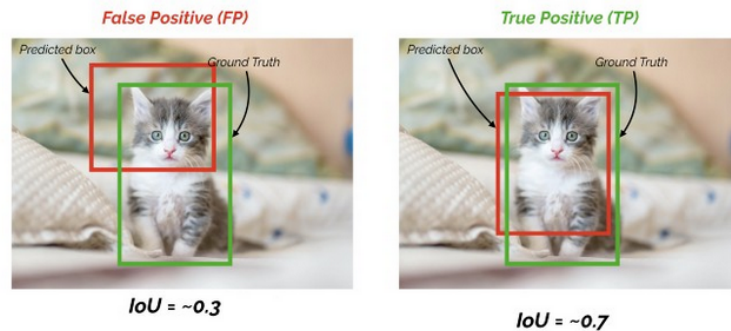 False Positive (FP)
Predicted box
Ground Truth
IoU = ~0.3
True Positive (TP)
Predicted box
Ground Truth
IoU = ~0.7